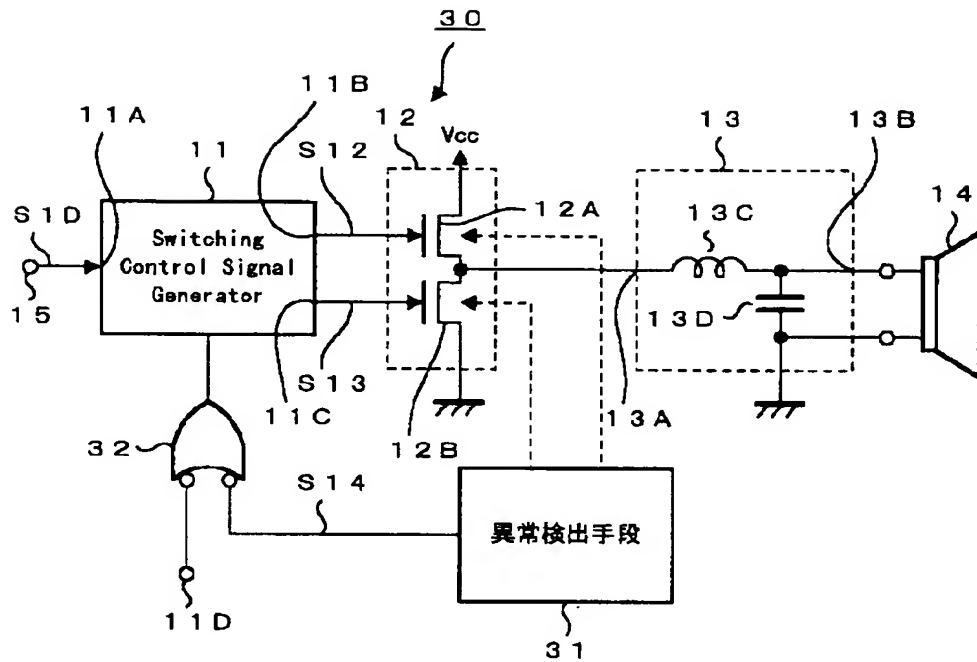 30
11B
12
13
13B
11A
Vcc
14
11
S12
12A
13C
S1D
Switching
Control Signal
Generator
15
13D
S13
11C
13A
32
12B
S14
異常検出手段
11D
31